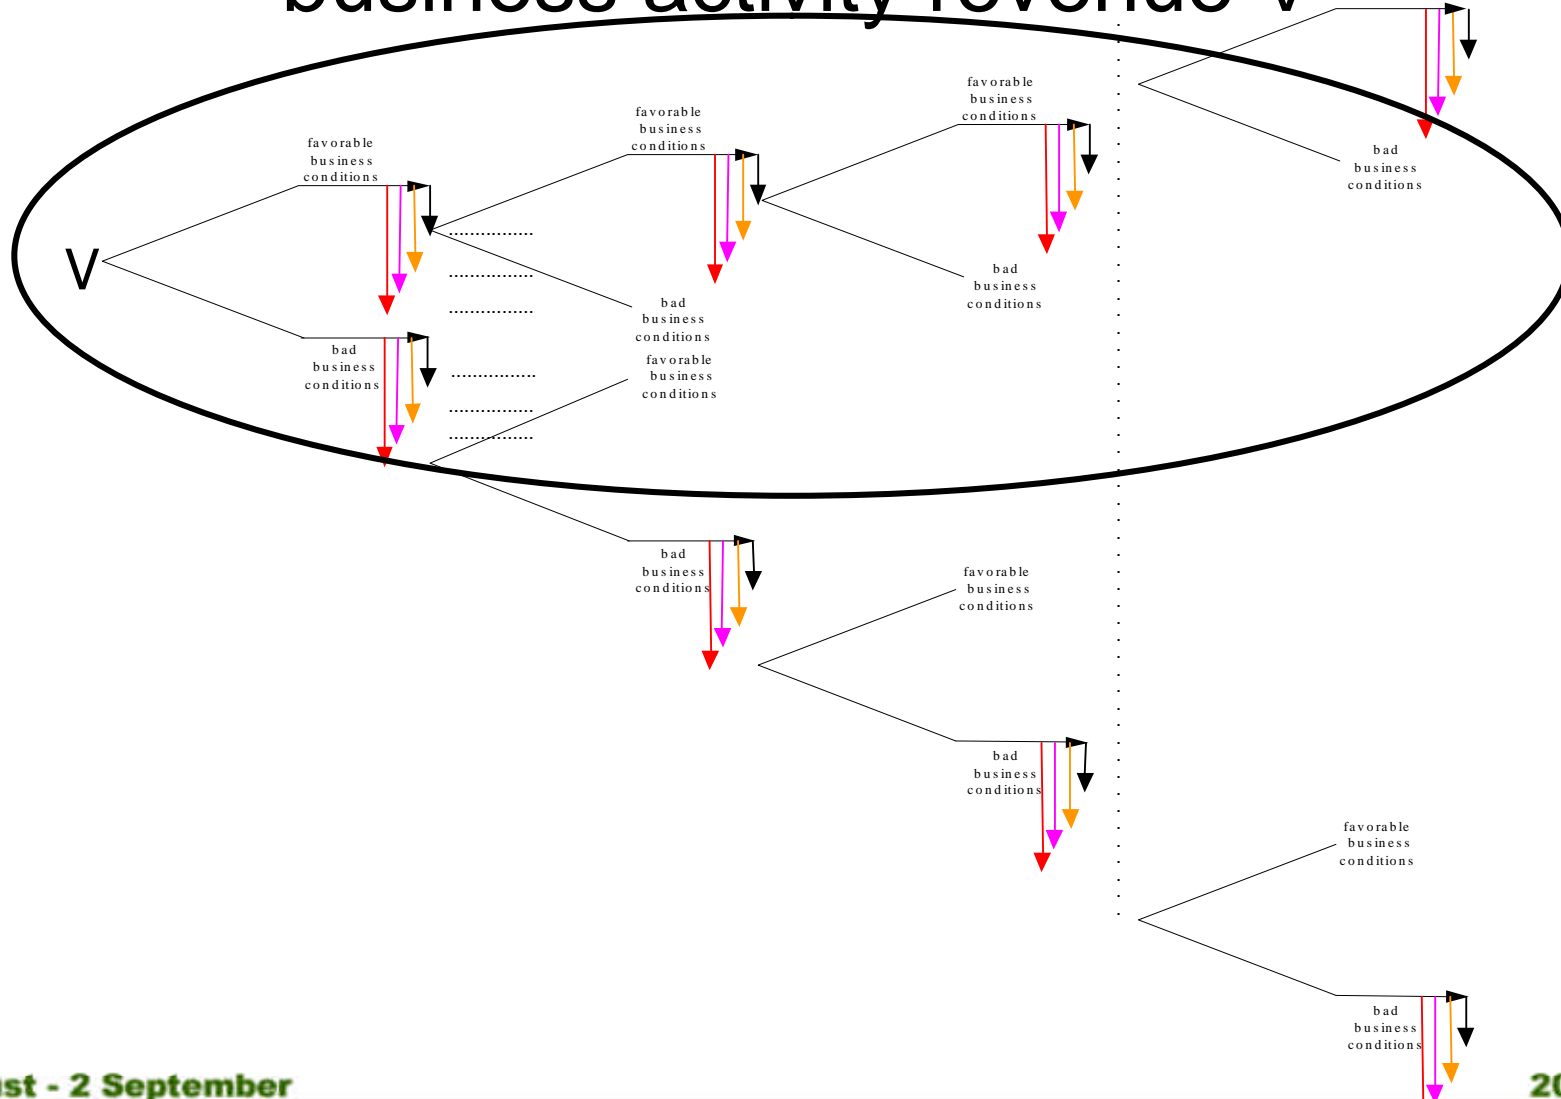 business activity revenue V
favorable
business
conditions
favorable
business
conditions
favorable
business
conditions
bad
business
conditions
V
bad
business
conditions
bad
business
conditions
favorable
business
conditions
bad
business
conditions
bad
business
conditions
favorable
business
conditions
bad
business
conditions
favorable
business
conditions
bad
business
conditions
- 2 September